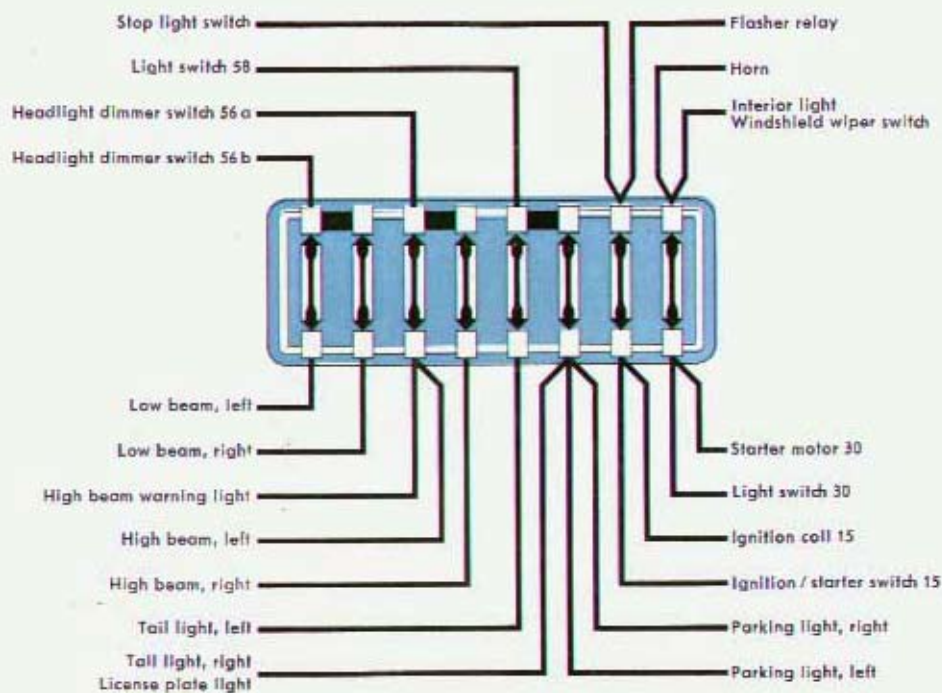 Stop light switch
Light switch 58
Headlight dimmer switch 56 a
Headlight dimmer switch 56 b
Flasher relay
Horn
Interior light
Windshield wiper switch
Low beam, left
Low beam, right
High beam warning light
High beam, left
High beam, right
Tail light, left
Tail light, right
License plate light
Starter motor 30
Light switch 30
Ignition coil 15
Ignition / starter switch 15
Parking light, right
Parking light, left